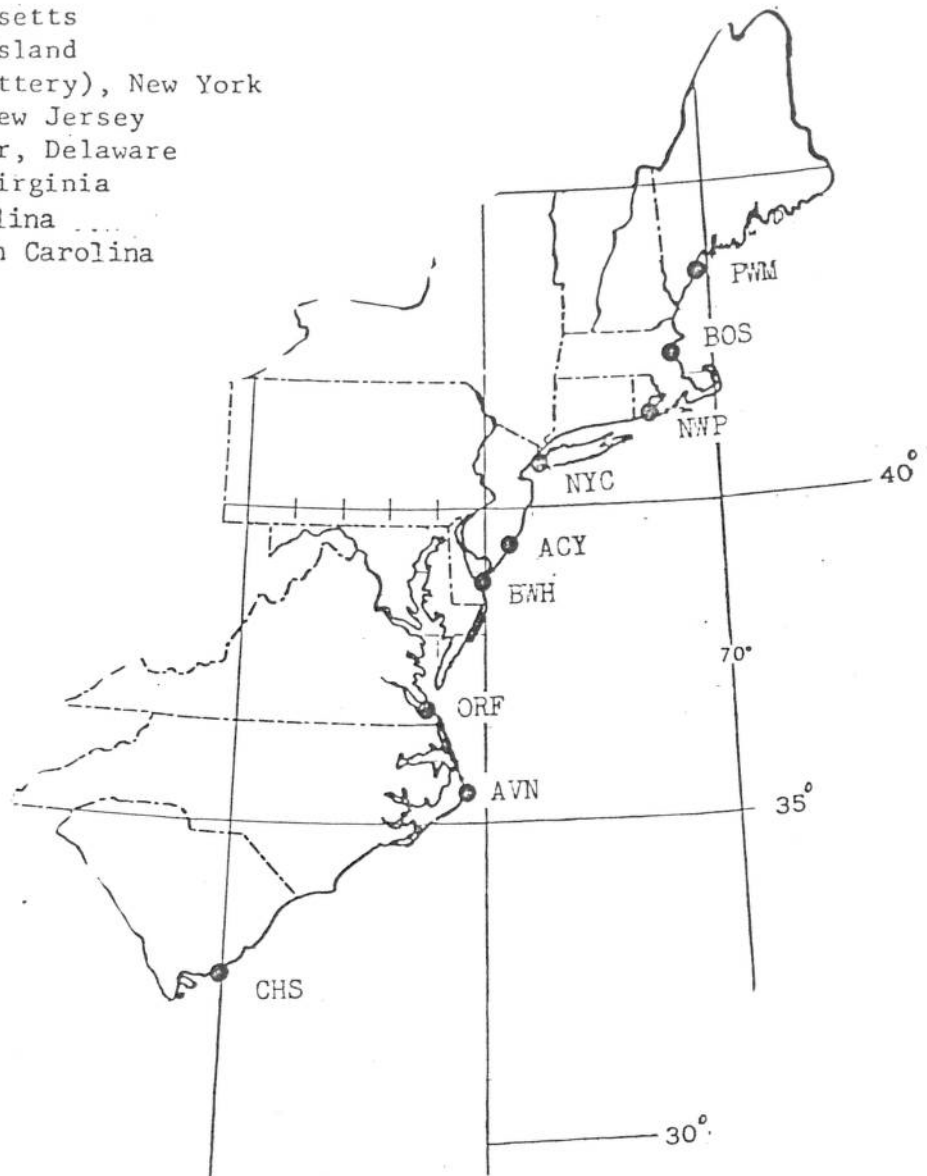 setts
sland
ttery), New York
ew Jersey
r, Delaware
irginia
lina ....
n Carolina
PWM
BOS
NWP
NYC
40°
ACY
BWH
70°
ORF
AVN
35°
CHS
30°